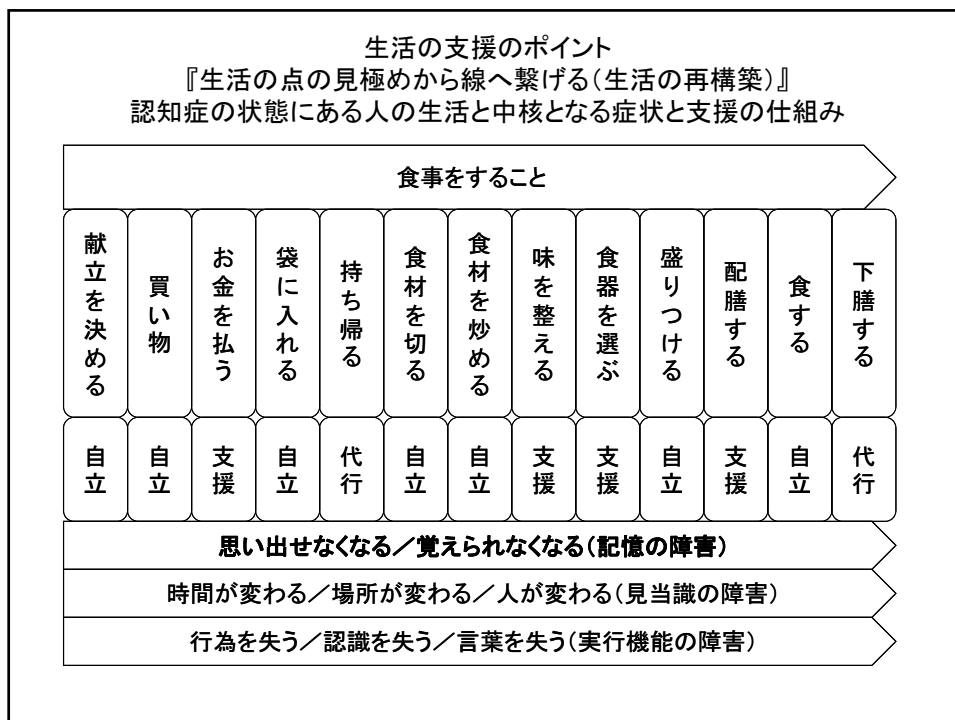 生活の支援のポイント
『生活の点の見極めから線へ繋げる(生活の再構築)』
認知症の状態にある人の生活と中核となる症状と支援の仕組み
食事をすること
献立を決める
買い物
お金を払う
袋に入れる
持ち帰る
食材を切る
食材を炒める
味を整える
食器を選ぶ
盛りつける
配膳する
食する
下膳する
自立
自立
支援
自立
代行
自立
自立
支援
支援
自立
支援
自立
代行
思い出せなくなる/覚えられなくなる(記憶の障害)
時間が変わる/場所が変わる/人が変わる(見当識の障害)
行為を失う/認識を失う/言葉を失う(実行機能の障害)